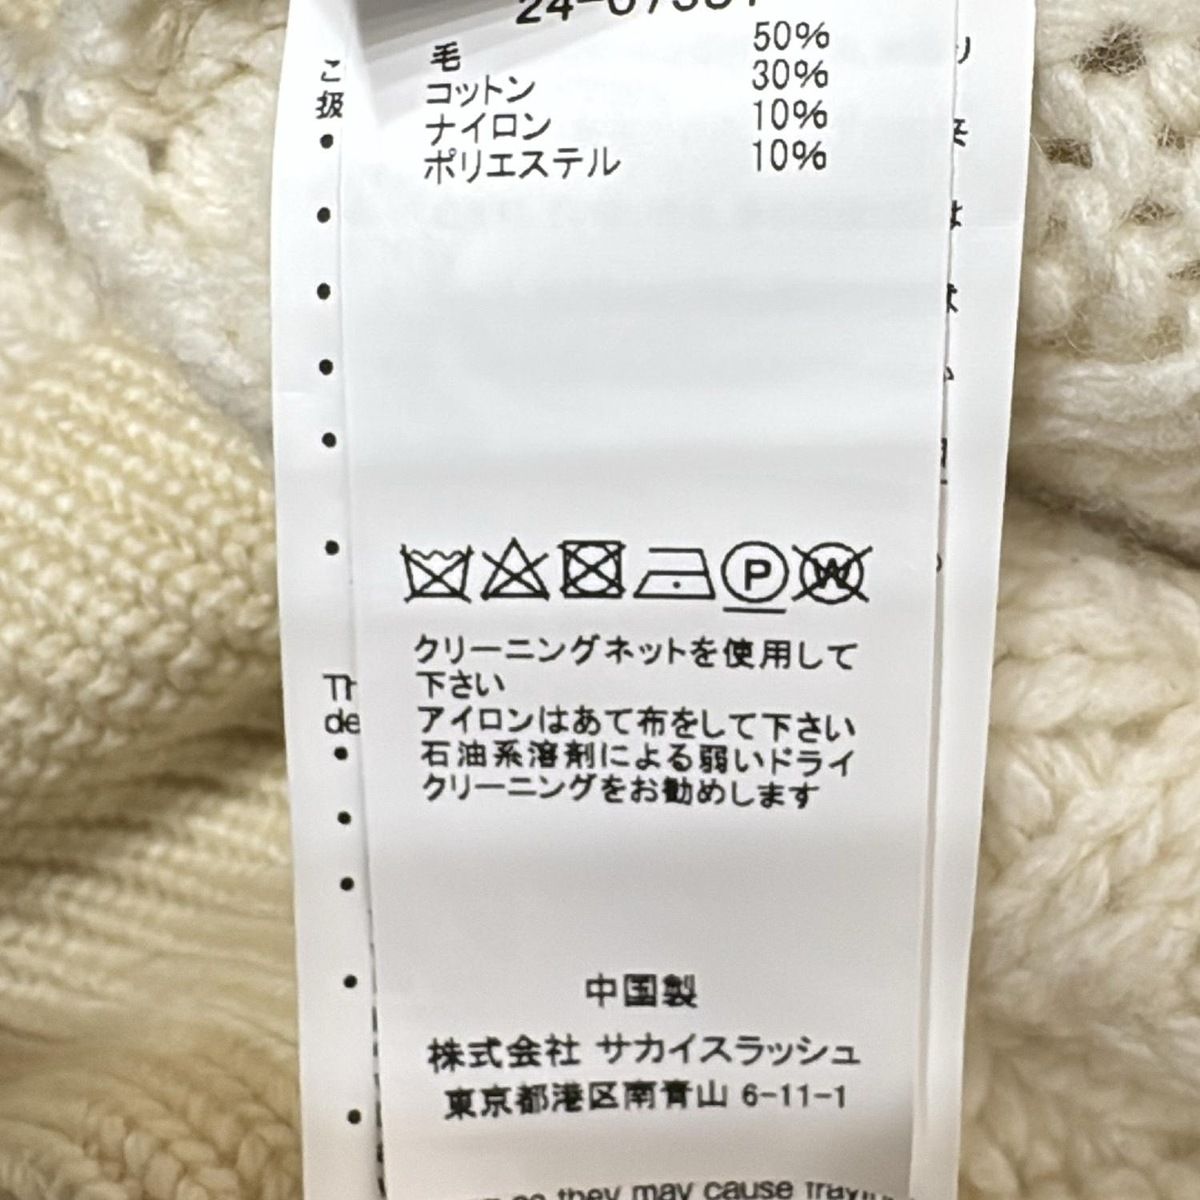 毛 50%
コットン 30%
ナイロン 10%
ポリエステル 10%
P W
クリーニングネットを使用して
下さい
アイロンはあて布をして下さい
石油系溶剤による弱いドライ
クリーニングをお勧めします
中国製
株式会社 サカイスラッシュ
東京都港区南青山 6-11-1
they may cause